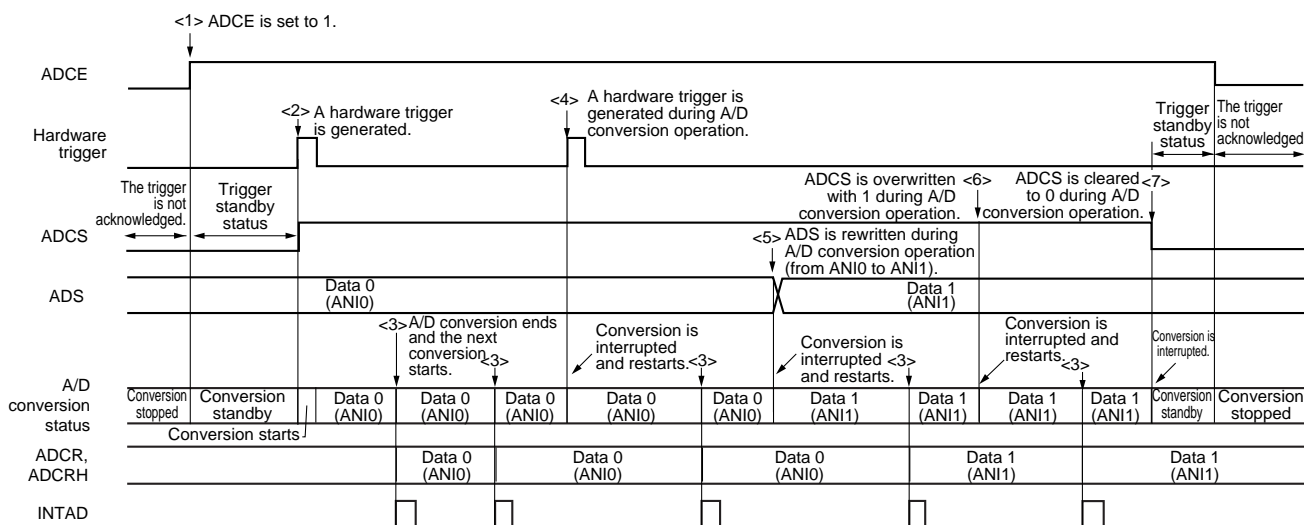 <1> ADCE is set to 1.
ADCE
<2> A hardware trigger
is generated.
<4> A hardware trigger is
generated during A/D
conversion operation.
Trigger
standby
status
The trigger
is not
acknowledged
Hardware
trigger
The trigger
is not
acknowledged.
Trigger
standby
status
ADCS is overwritten <6>
with 1 during A/D
conversion operation.
ADCS is cleared <7>
to 0 during A/D
conversion operation.
ADCS
<5> ADS is rewritten during
A/D conversion operation
(from ANI0 to ANI1).
ADS
Data 0
(ANI0)
Data 1
(ANI1)
<3> A/D conversion ends
and the next
conversion
starts. <3>
Conversion is
interrupted
and restarts. <3>
Conversion is
interrupted <3>
and restarts.
Conversion is
interrupted and
restarts. <3>
Conversion is
interrupted.
A/D
conversion
status
Conversion
stopped
Conversion
standby
Conversion starts
Data 0
(ANI0)
Data 0
(ANI0)
Data 0
(ANI0)
Data 0
(ANI0)
Data 0
(ANI0)
Data 1
(ANI1)
Data 1
(ANI1)
Data 1
(ANI1)
Data 1
(ANI1)
Conversion
standby
Conversion
stopped
ADCR,
ADCRH
Data 0
(ANI0)
Data 0
(ANI0)
Data 0
(ANI0)
Data 1
(ANI1)
Data 1
(ANI1)
INTAD